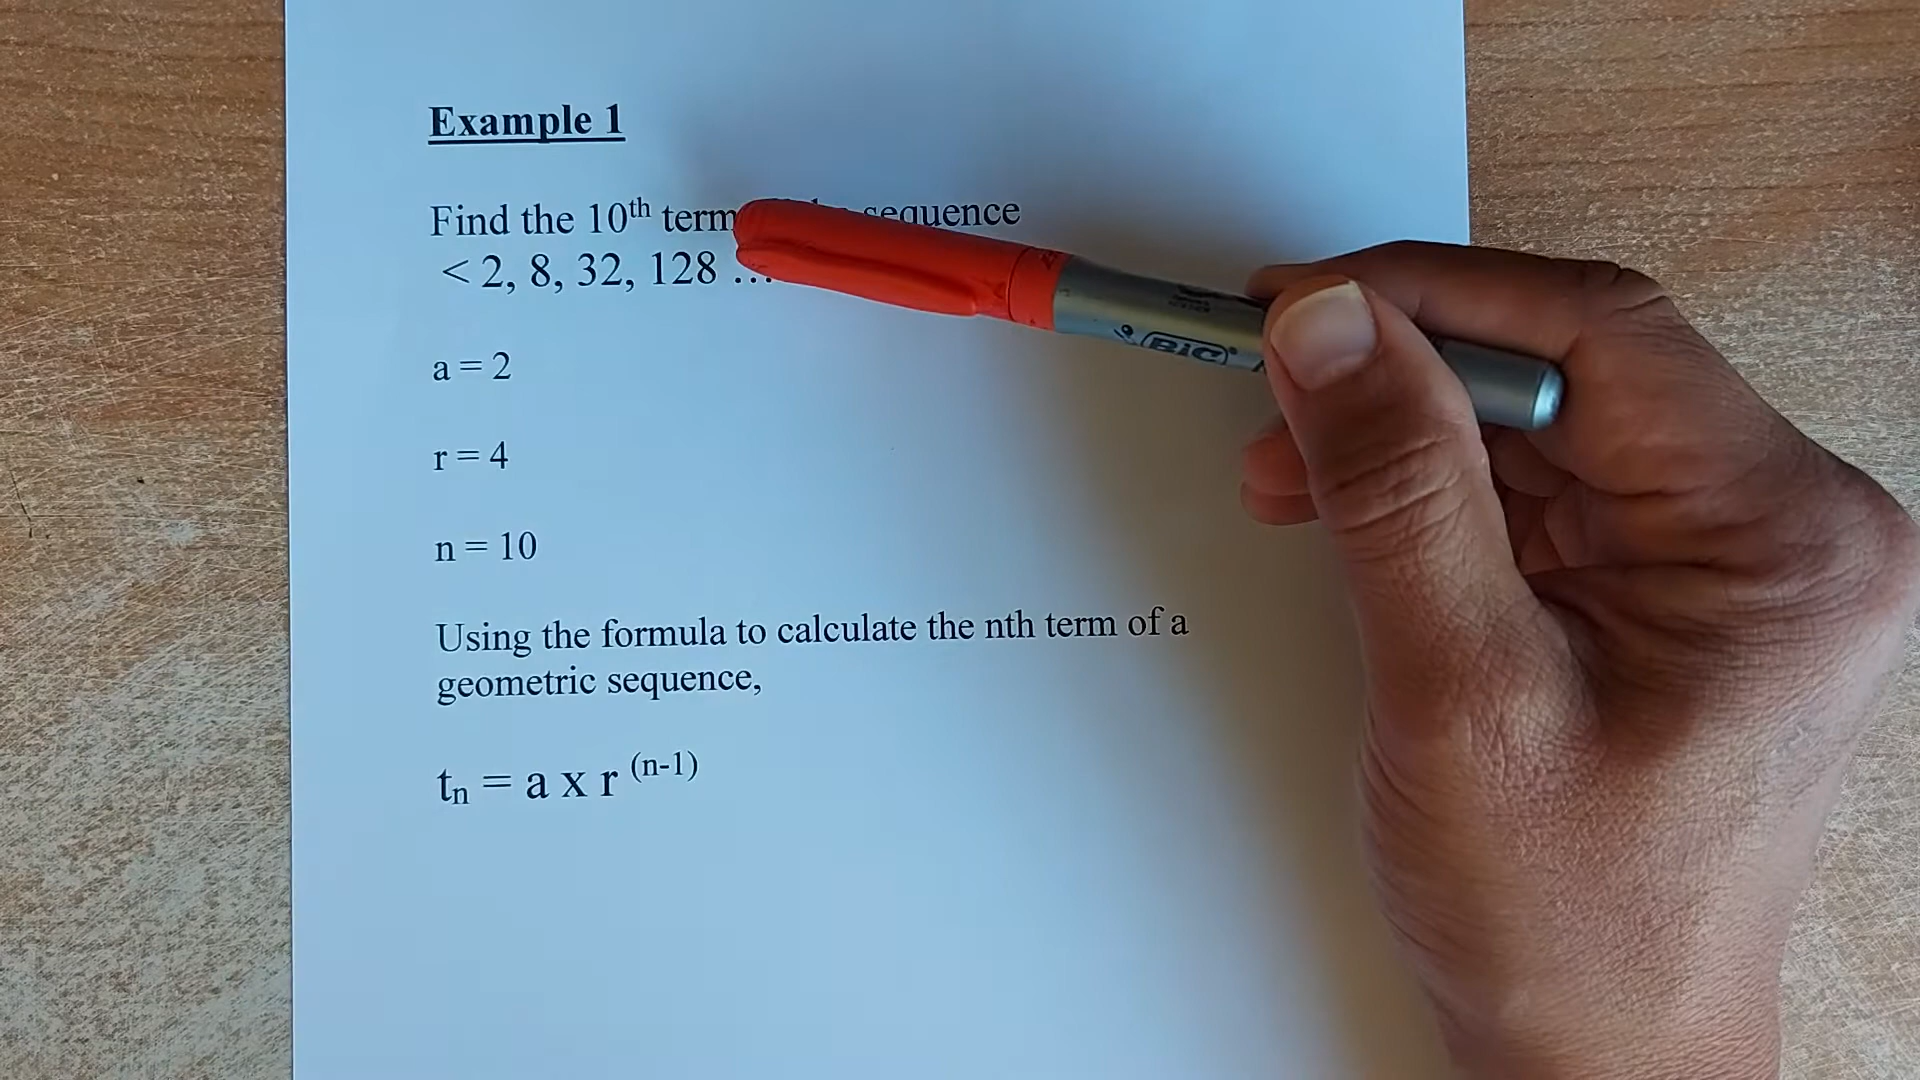 Example 1
Find the 10th term sequence
< 2, 8, 32, 128 ...
a = 2
r = 4
n = 10
Using the formula to calculate the nth term of a
geometric sequence,
tn = a x r (n-1)
BiC